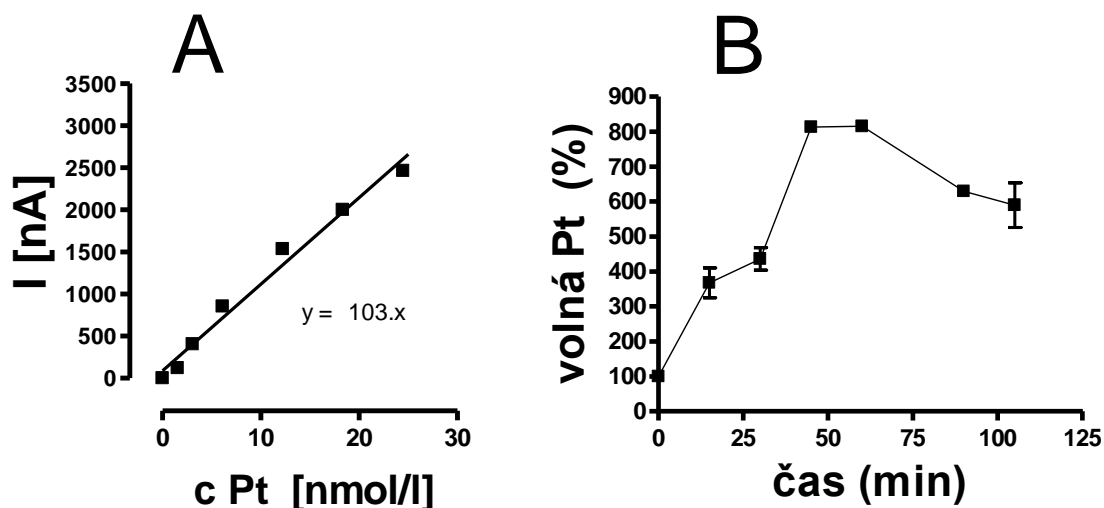 A
3500
3000
2500
2000
1500
1000
500
0
I [nA]
y = 103.x
0 10 20 30
c Pt [nmol/l]
B
900
800
700
600
500
400
300
200
100
0
volná Pt (%)
0 25 50 75 100 125
čas (min)